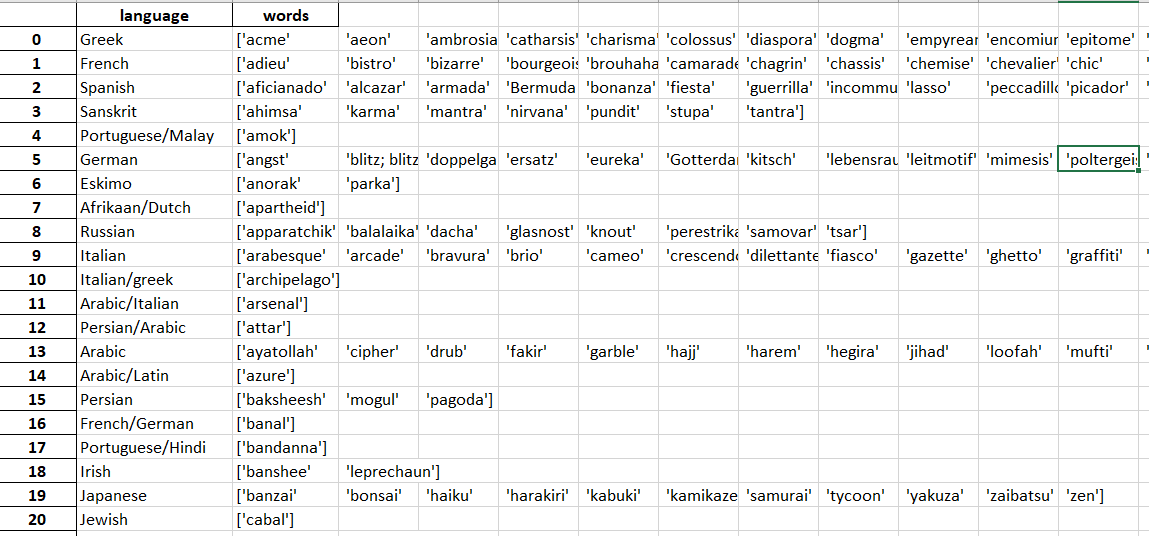 language words
0 Greek ['acme' 'aeon' 'ambrosia 'catharsis' 'charisma' 'colossus' 'diaspora' 'dogma' 'empyrear 'encomiur 'epitome' '
1 French ['adieu' 'bistro' 'bizarre' 'bourgeois 'brouhaha 'camarade 'chagrin' 'chassis' 'chemise' 'chevalier' 'chic' '
2 Spanish ['aficionado' 'alcazar' 'armada' 'Bermuda 'bonanza' 'fiesta' 'guerrilla' 'incommu 'lasso' 'peccadillo 'picador' '
3 Sanskrit ['ahimsa' 'karma' 'mantra' 'nirvana' 'pundit' 'stupa' 'tantra']
4 Portuguese/Malay ['amok']
5 German ['angst' 'blitz; blitz 'doppelga 'ersatz' 'eureka' 'Gotterdar 'kitsch' 'lebensrau 'leitmotif' 'mimesis' 'poltergeis '
6 Eskimo ['anorak' 'parka']
7 Afrikaan/Dutch ['apartheid']
8 Russian ['apparatchik' 'balalaika' 'dacha' 'glasnost' 'knout' 'perestrika 'samovar' 'tsar']
9 Italian ['arabesque' 'arcade' 'bravura' 'brio' 'cameo' 'crescendo 'dilettante 'fiasco' 'gazette' 'ghetto' 'graffiti' '
10 Italian/greek ['archipelago']
11 Arabic/Italian ['arsenal']
12 Persian/Arabic ['attar']
13 Arabic ['ayatollah' 'cipher' 'drub' 'fakir' 'garble' 'hajj' 'harem' 'hegira' 'jihad' 'loofah' 'mufti' '
14 Arabic/Latin ['azure']
15 Persian ['baksheesh' 'mogul' 'pagoda']
16 French/German ['banal']
17 Portuguese/Hindi ['bandanna']
18 Irish ['banshee' 'leprechaun']
19 Japanese ['banzai' 'bonsai' 'haiku' 'harakiri' 'kabuki' 'kamikaze 'samurai' 'tycoon' 'yakuza' 'zaibatsu' 'zen']
20 Jewish ['cabal']